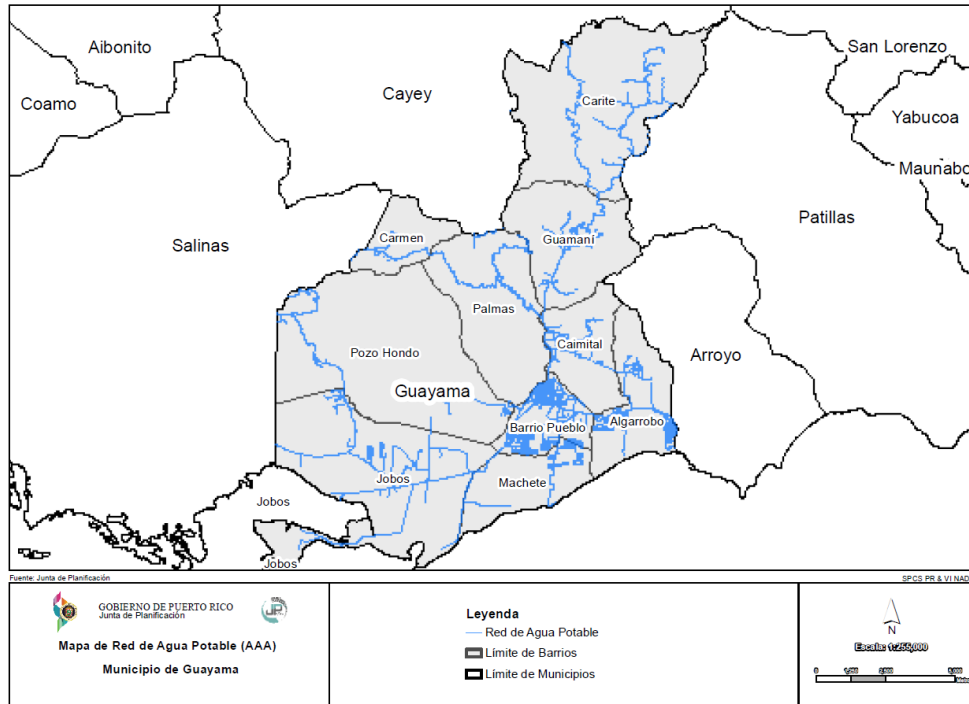 Aibonito
San Lorenzo
Coamo
Cayey
Carite
Yabucoa
Maunabo
Patillas
Salinas
Carmen
Guamaní
Palmas
Pozo Hondo
Caimital
Arroyo
Guayama
Barrio Pueblo
Algarrobo
Jobos
Machete
Jobos
Jobos
Fuente: Junta de Planificación
SPCS PR & VI NAD
GOBIERNO DE PUERTO RICO
Junta de Planificación
JP
Mapa de Red de Agua Potable (AAA)
Municipio de Guayama
Leyenda
Red de Agua Potable
Límite de Barrios
Límite de Municipios
N
Escala: 1:255,000
0